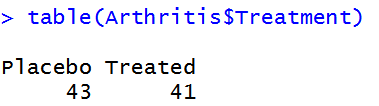 > table(Arthritis$Treatment)
Placebo Treated
43 41